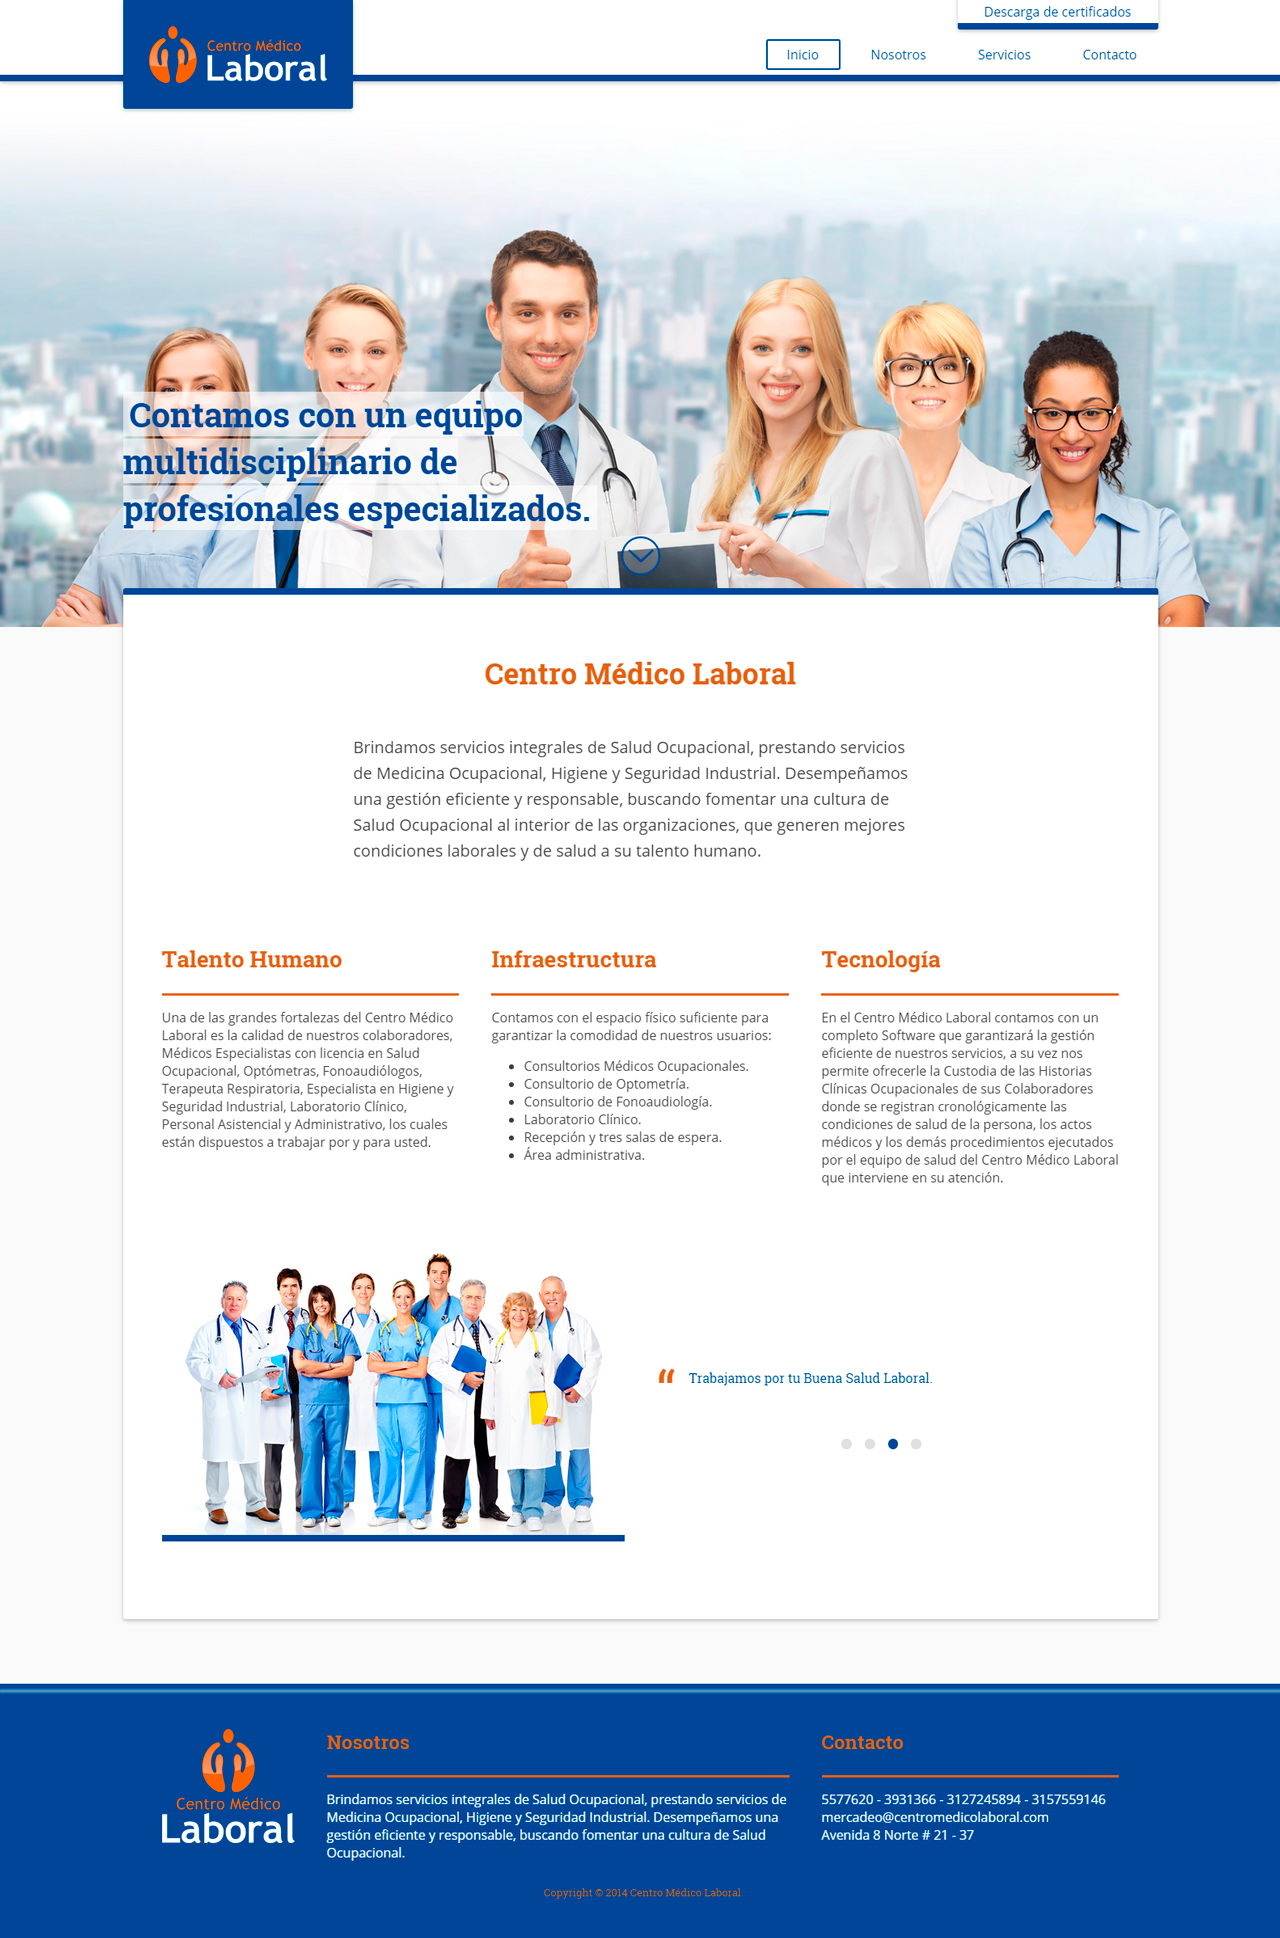 Descarga de certificados
Centro Médico
Laboral
Inicio
Nosotros
Servicios
Contacto
Contamos con un equipo
multidisciplinario de
profesionales especializados.
Centro Médico Laboral
Brindamos servicios integrales de Salud Ocupacional, prestando servicios
de Medicina Ocupacional, Higiene y Seguridad Industrial. Desempeñamos
una gestión eficiente y responsable, buscando fomentar una cultura de
Salud Ocupacional al interior de las organizaciones, que generen mejores
condiciones laborales y de salud a su talento humano.
Talento Humano
Una de las grandes fortalezas del Centro Médico
Laboral es la calidad de nuestros colaboradores,
Médicos Especialistas con licencia en Salud
Ocupacional, Optómetras, Fonoaudiólogos,
Terapeuta Respiratoria, Especialista en Higiene y
Seguridad Industrial, Laboratorio Clínico,
Personal Asistencial y Administrativo, los cuales
están dispuestos a trabajar por y para usted.
Infraestructura
Contamos con el espacio físico suficiente para
garantizar la comodidad de nuestros usuarios:
• Consultorios Médicos Ocupacionales.
• Consultorio de Optometría.
• Consultorio de Fonoaudiología.
• Laboratorio Clínico.
• Recepción y tres salas de espera.
• Área administrativa.
Tecnología
En el Centro Médico Laboral contamos con un
completo Software que garantizará la gestión
eficiente de nuestros servicios, a su vez nos
permite ofrecerle la Custodia de las Historias
Clínicas Ocupacionales de sus Colaboradores
donde se registran cronológicamente las
condiciones de salud de la persona, los actos
médicos y los demás procedimientos ejecutados
por el equipo de salud del Centro Médico Laboral
que interviene en su atención.
“ Trabajamos por tu Buena Salud Laboral.
Centro Médico
Laboral
Nosotros
Brindamos servicios integrales de Salud Ocupacional, prestando servicios de
Medicina Ocupacional, Higiene y Seguridad Industrial. Desempeñamos una
gestión eficiente y responsable, buscando fomentar una cultura de Salud
Ocupacional.
Contacto
5577620 - 3931366 - 3127245894 - 3157559146
mercadeo@centromedicolaboral.com
Avenida 8 Norte # 21 - 37
Copyright © 2014 Centro Médico Laboral.